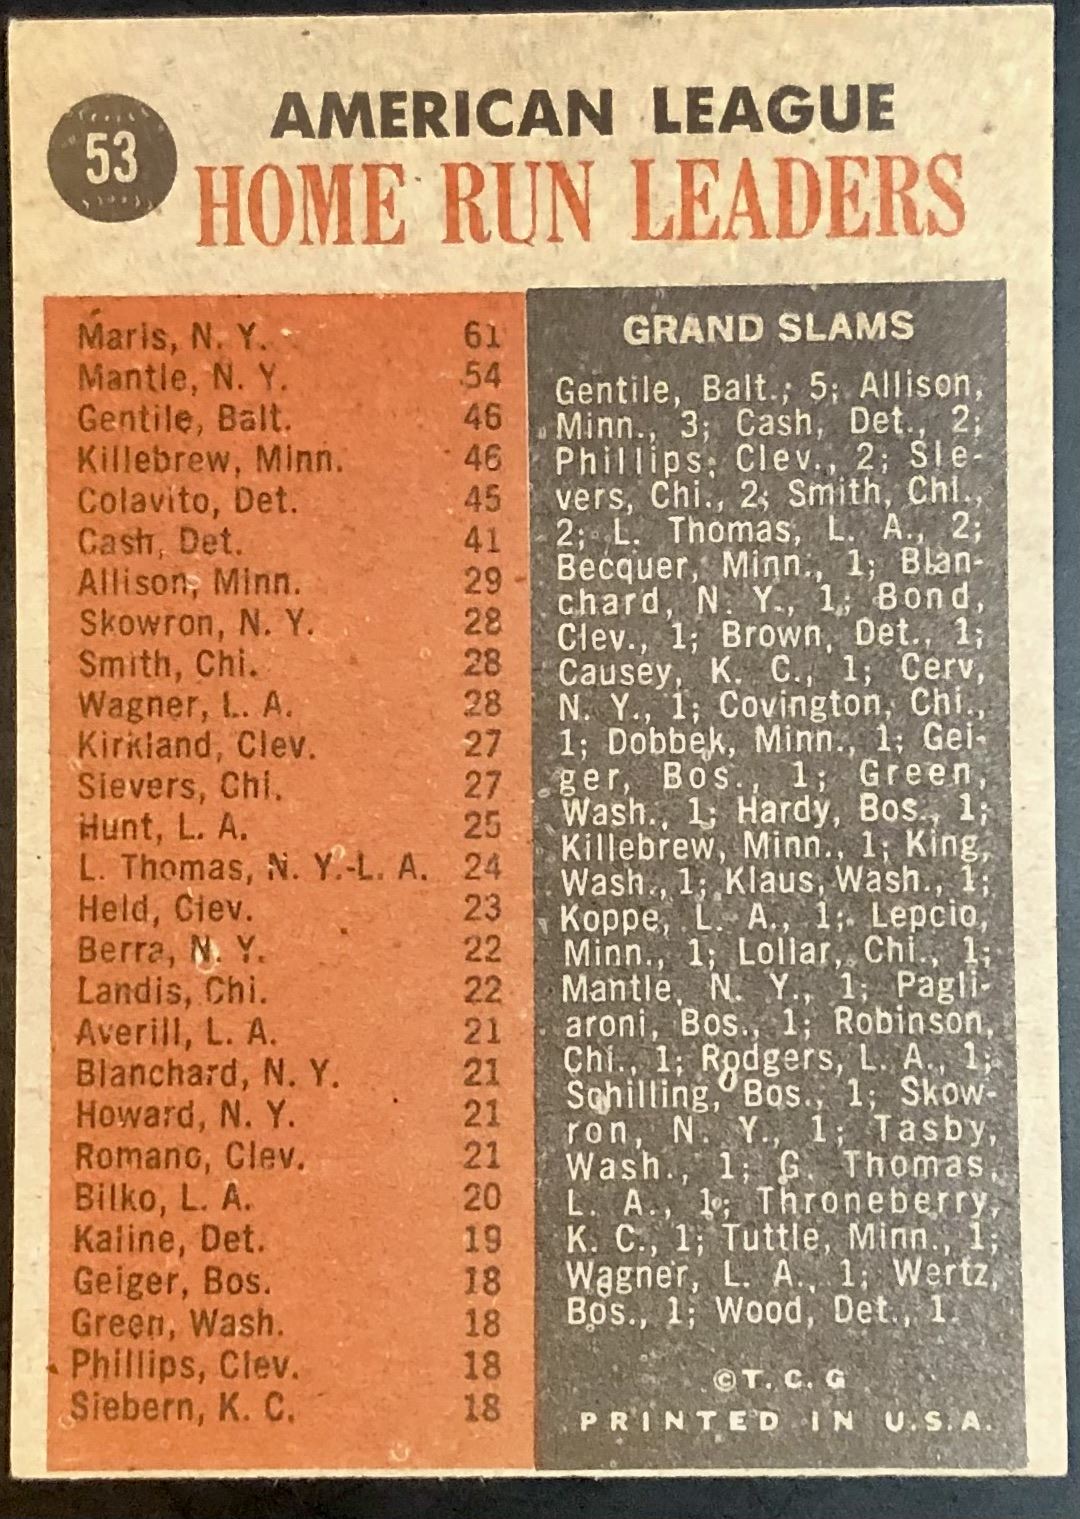 53
AMERICAN LEAGUE
HOME RUN LEADERS
Maris, N. Y. 61
Mantle, N. Y. 54
Gentile, Balt. 46
Killebrew, Minn. 46
Colavito, Det. 45
Cash, Det. 41
Allison, Minn. 29
Skowron, N. Y. 28
Smith, Chi. 28
Wagner, L. A. 28
Kirkland, Clev. 27
Sievers, Chi. 27
Hunt, L. A. 25
L. Thomas, N. Y.-L. A. 24
Held, Clev. 23
Berra, N. Y. 22
Landis, Chi. 22
Averill, L. A. 21
Blanchard, N. Y. 21
Howard, N. Y. 21
Romano, Clev. 21
Bilko, L. A. 20
Kaline, Det. 19
Geiger, Bos. 18
Green, Wash. 18
Phillips, Clev. 18
Siebern, K. C. 18
GRAND SLAMS
Gentile, Balt.; 5; Allison,
Minn., 3; Cash, Det., 2;
Phillips; Clev., 2; Sie-
vers, Chi., 2; Smith, Chi.,
2; L. Thomas, L. A., 2;
Becquer, Minn., 1; Blan-
chard, N. Y., 1; Bond,
Clev., 1; Brown, Det., 1;
Causey, K. C., 1; Cerv,
N. Y., 1; Covington, Chi.,
1; Dobbek, Minn., 1; Gei-
ger, Bos., 1; Green,
Wash., 1; Hardy, Bos., 1;
Killebrew, Minn., 1; King,
Wash., 1; Klaus, Wash., 1;
Koppe, L. A., 1; Lepcio,
Minn., 1; Lollar, Chi., 1;
Mantle, N. Y., 1; Pagli-
aroni, Bos., 1; Robinson,
Chi., 1; Rodgers, L. A., 1;
Schilling, Bos., 1; Skow-
ron, N. Y., 1; Tasby,
Wash., 1; G. Thomas,
L. A., 1; Throneberry,
K. C., 1; Tuttle, Minn., 1;
Wagner, L. A., 1; Wertz,
Bos., 1; Wood, Det., 1.
©T. C. G
PRINTED IN U.S.A.